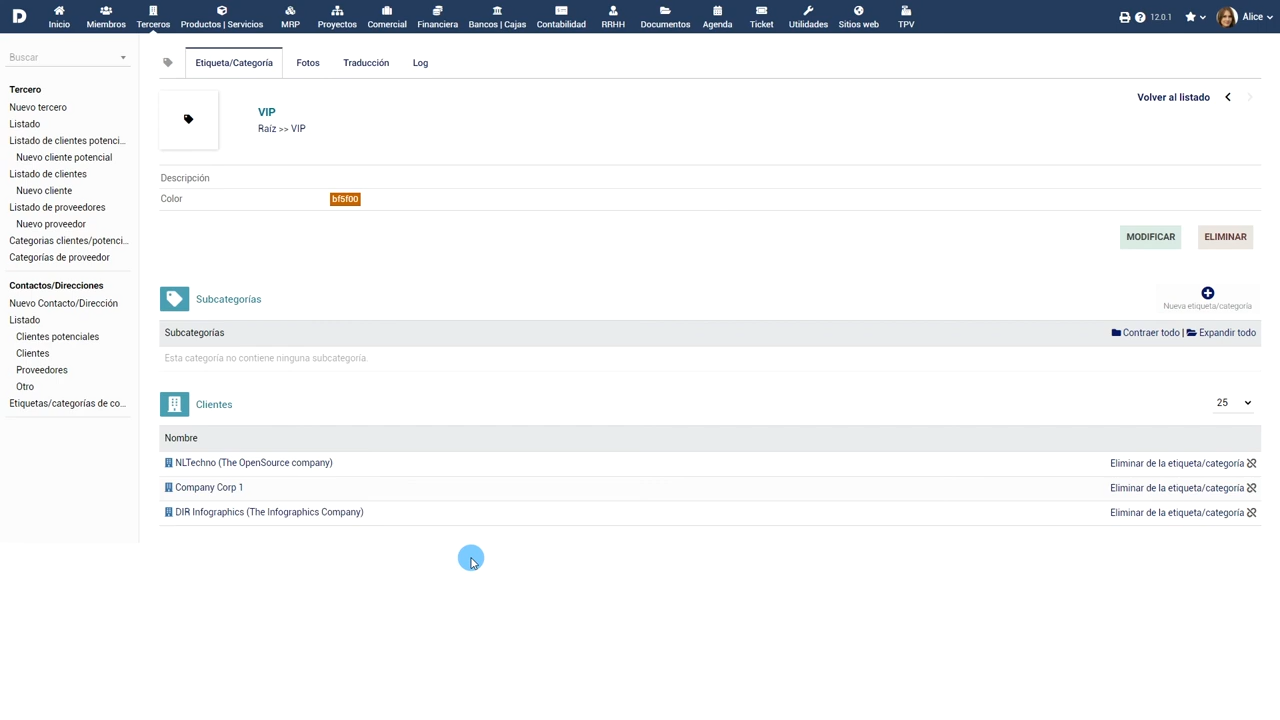 D Inicio Miembros Terceros Productos | Servicios MRP Proyectos Comercial Financiera Bancos | Cajas Contabilidad RRHH Documentos Agenda Ticket Utilidades Sitios web TPV 12.0.1 Alice
Buscar
Tercero
Nuevo tercero
Listado
Listado de clientes potenci...
Nuevo cliente potencial
Listado de clientes
Nuevo cliente
Listado de proveedores
Nuevo proveedor
Categorias clientes/potenci...
Categorías de proveedor
Contactos/Direcciones
Nuevo Contacto/Dirección
Listado
Clientes potenciales
Clientes
Proveedores
Otro
Etiquetas/categorías de co...
Etiqueta/Categoría Fotos Traducción Log
VIP
Raíz >> VIP
Volver al listado
Descripción
Color bf5f00
MODIFICAR ELIMINAR
Subcategorías
Nueva etiqueta/categoría
Subcategorías Contraer todo | Expandir todo
Esta categoría no contiene ninguna subcategoría.
Clientes 25
Nombre
NLTechno (The OpenSource company) Eliminar de la etiqueta/categoría
Company Corp 1 Eliminar de la etiqueta/categoría
DIR Infographics (The Infographics Company) Eliminar de la etiqueta/categoría